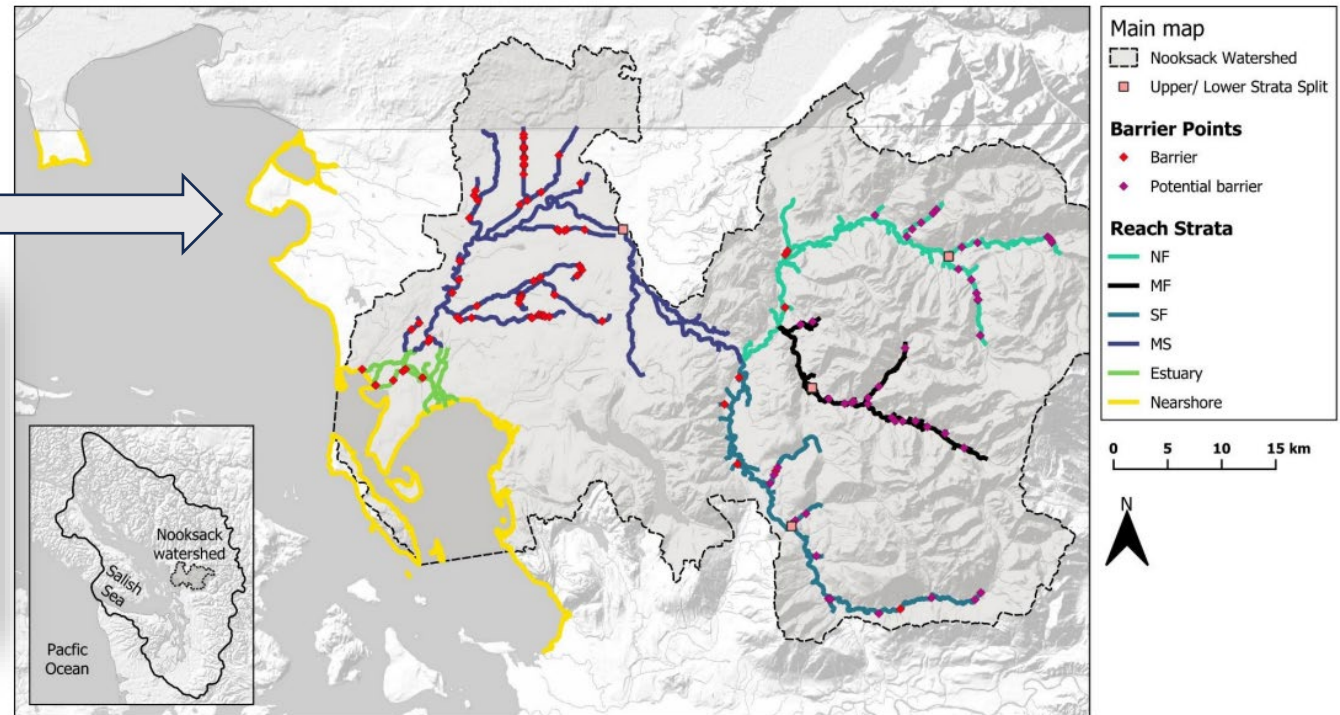 Main map
Nooksack Watershed
Upper/ Lower Strata Split
Barrier Points
Barrier
Potential barrier
Reach Strata
NF
MF
SF
MS
Estuary
Nearshore
0 5 10 15 km
N
Nooksack
watershed
Salish
Sea
Pacfic
Ocean